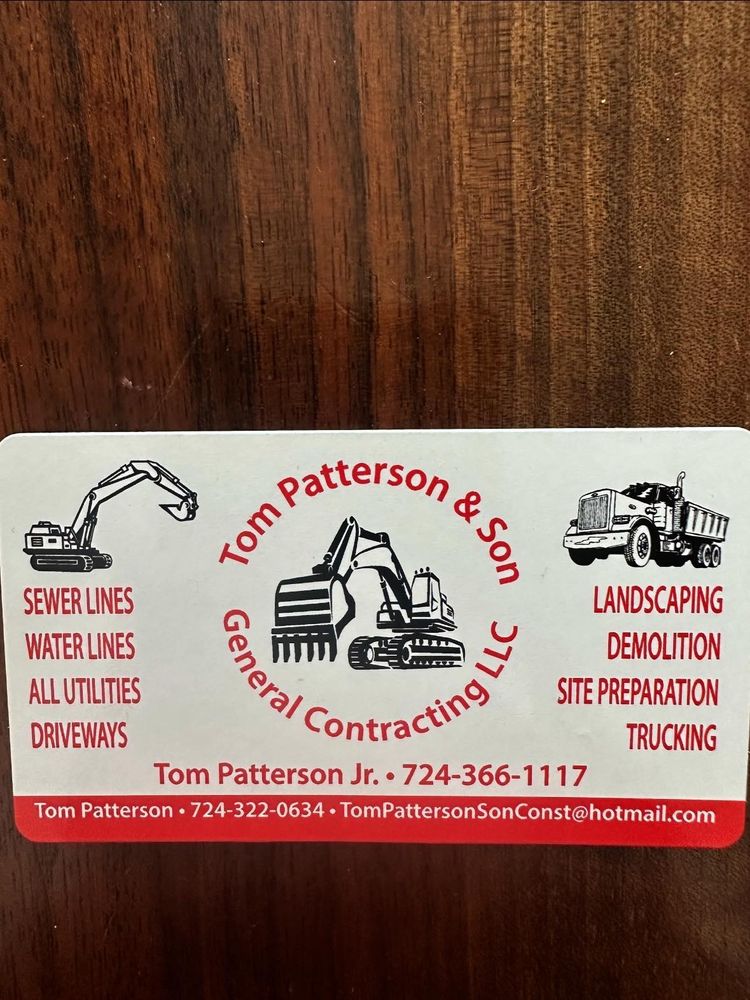 Tom Patterson & Son
General Contracting LLC
SEWER LINES
WATER LINES
ALL UTILITIES
DRIVEWAYS
LANDSCAPING
DEMOLITION
SITE PREPARATION
TRUCKING
Tom Patterson Jr. • 724-366-1117
Tom Patterson • 724-322-0634 • TomPattersonSonConst@hotmail.com